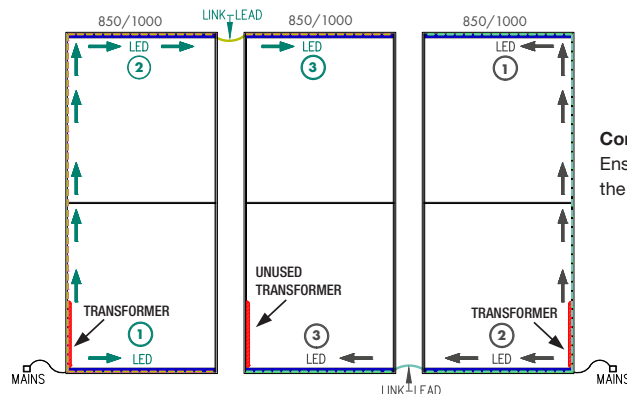 LINK LEAD
850/1000
850/1000
850/1000
LED
2
LED
3
LED
1
Cor
Ens
the
UNUSED
TRANSFORMER
TRANSFORMER
TRANSFORMER
1
LED
3
LED
2
LED
MAINS
MAINS
LINK LEAD